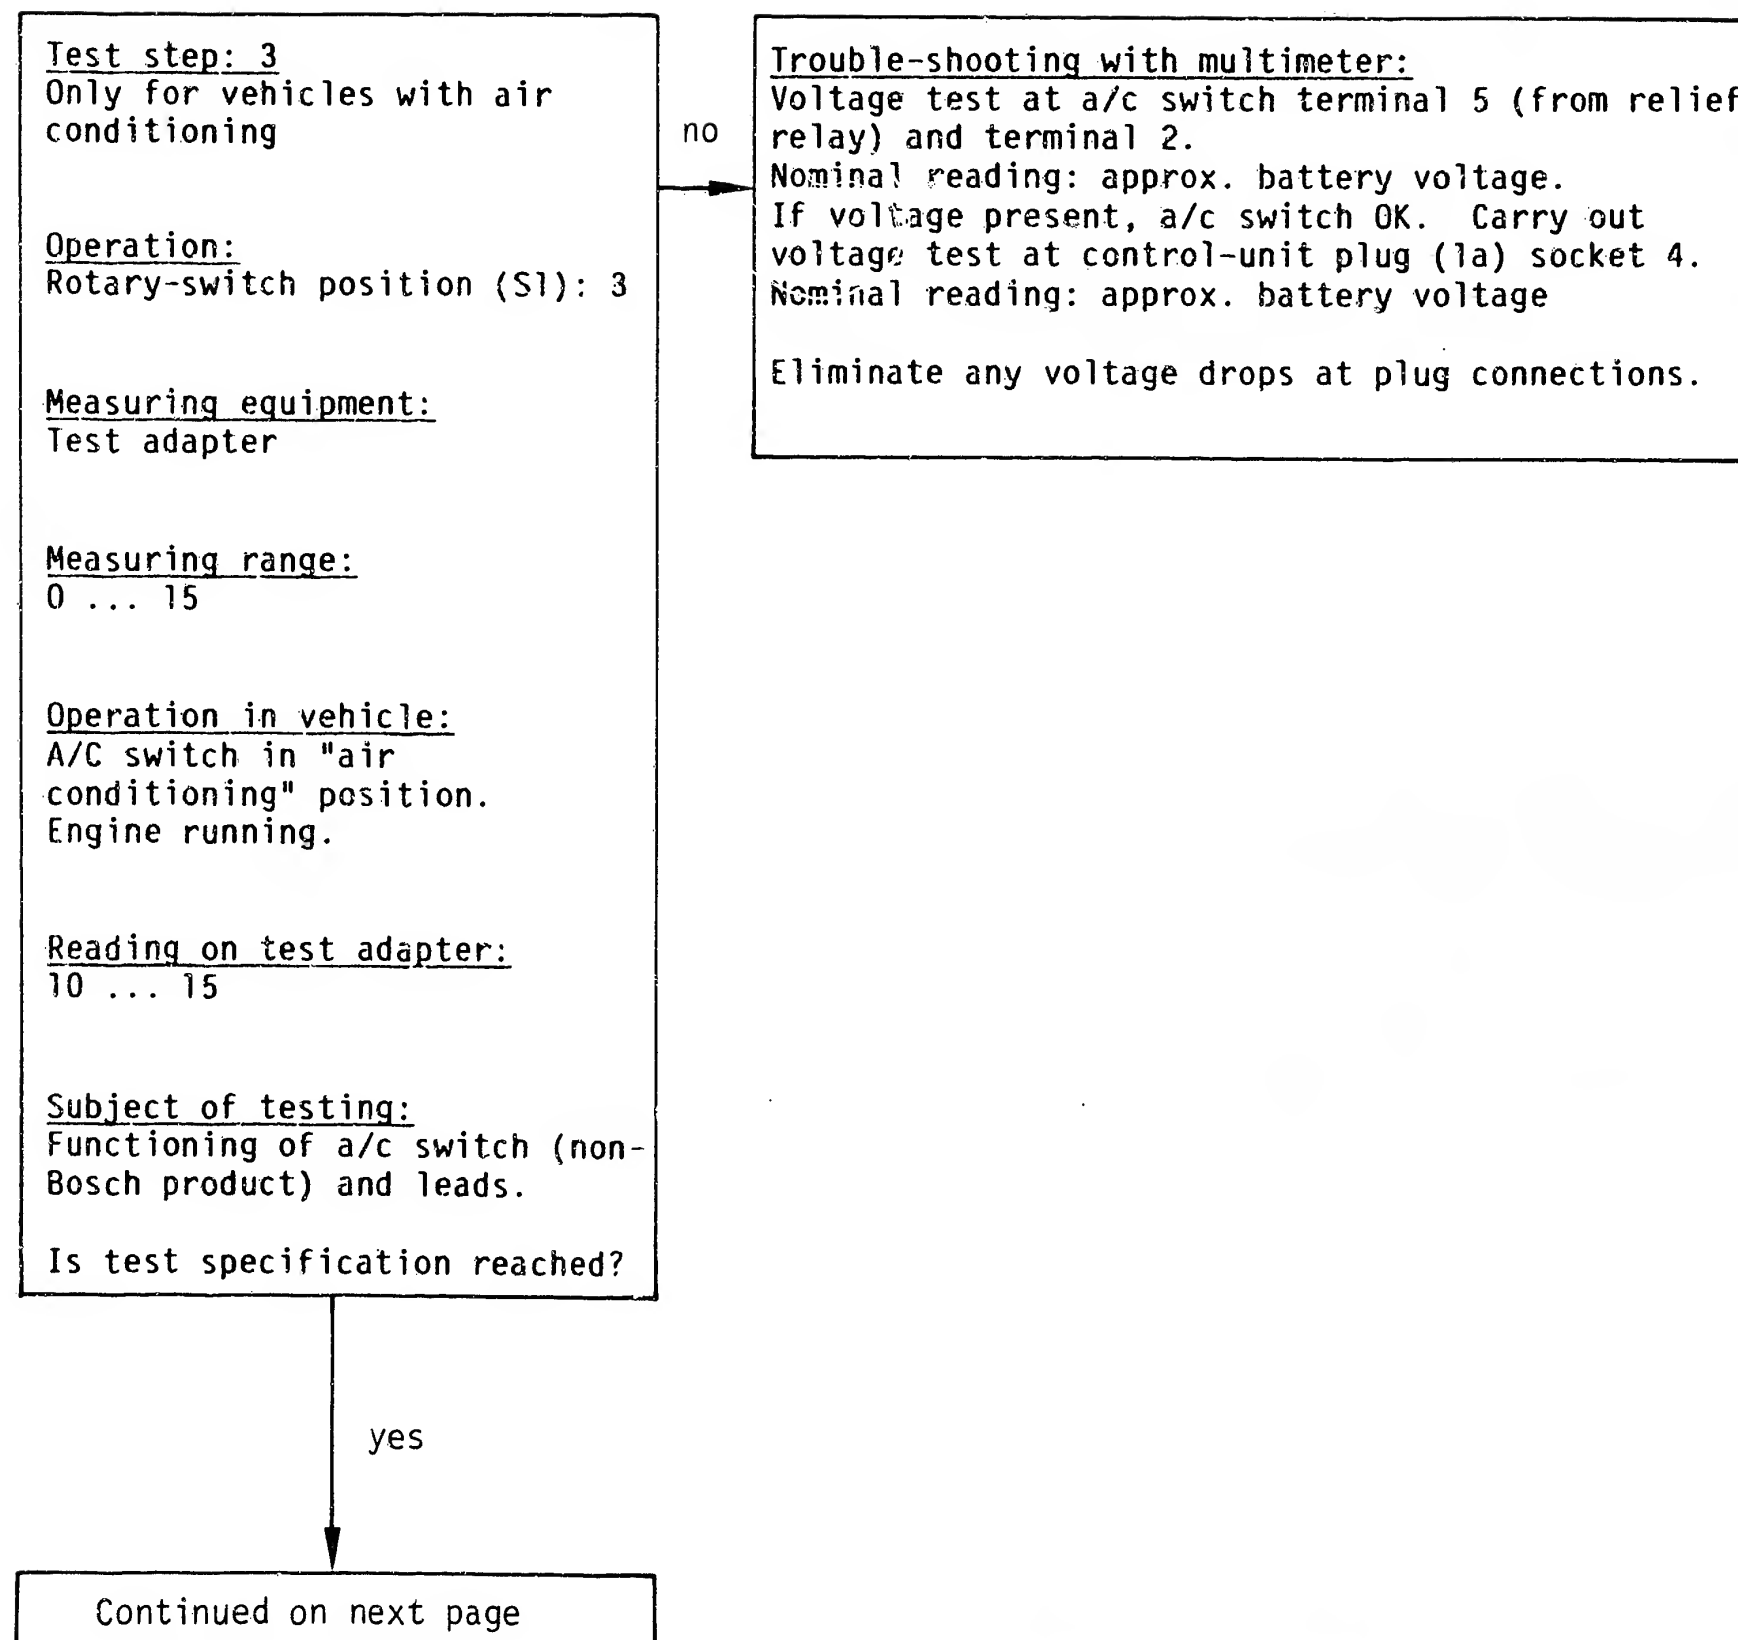 Test step: 3
Only for vehicles with air
conditioning
Operation:
Rotary-switch position (S1): 3
Measuring equipment:
Test adapter
Measuring range:
0 ... 15
Operation in vehicle:
A/C switch in "air
conditioning" position.
Engine running.
Reading on test adapter:
10 ... 15
Subject of testing:
Functioning of a/c switch (non-
Bosch product) and leads.
Is test specification reached?
no
Trouble-shooting with multimeter:
Voltage test at a/c switch terminal 5 (from relief
relay) and terminal 2.
Nominal reading: approx. battery voltage.
If voltage present, a/c switch OK. Carry out
voltage test at control-unit plug (1a) socket 4.
Nominal reading: approx. battery voltage
Eliminate any voltage drops at plug connections.
yes
Continued on next page